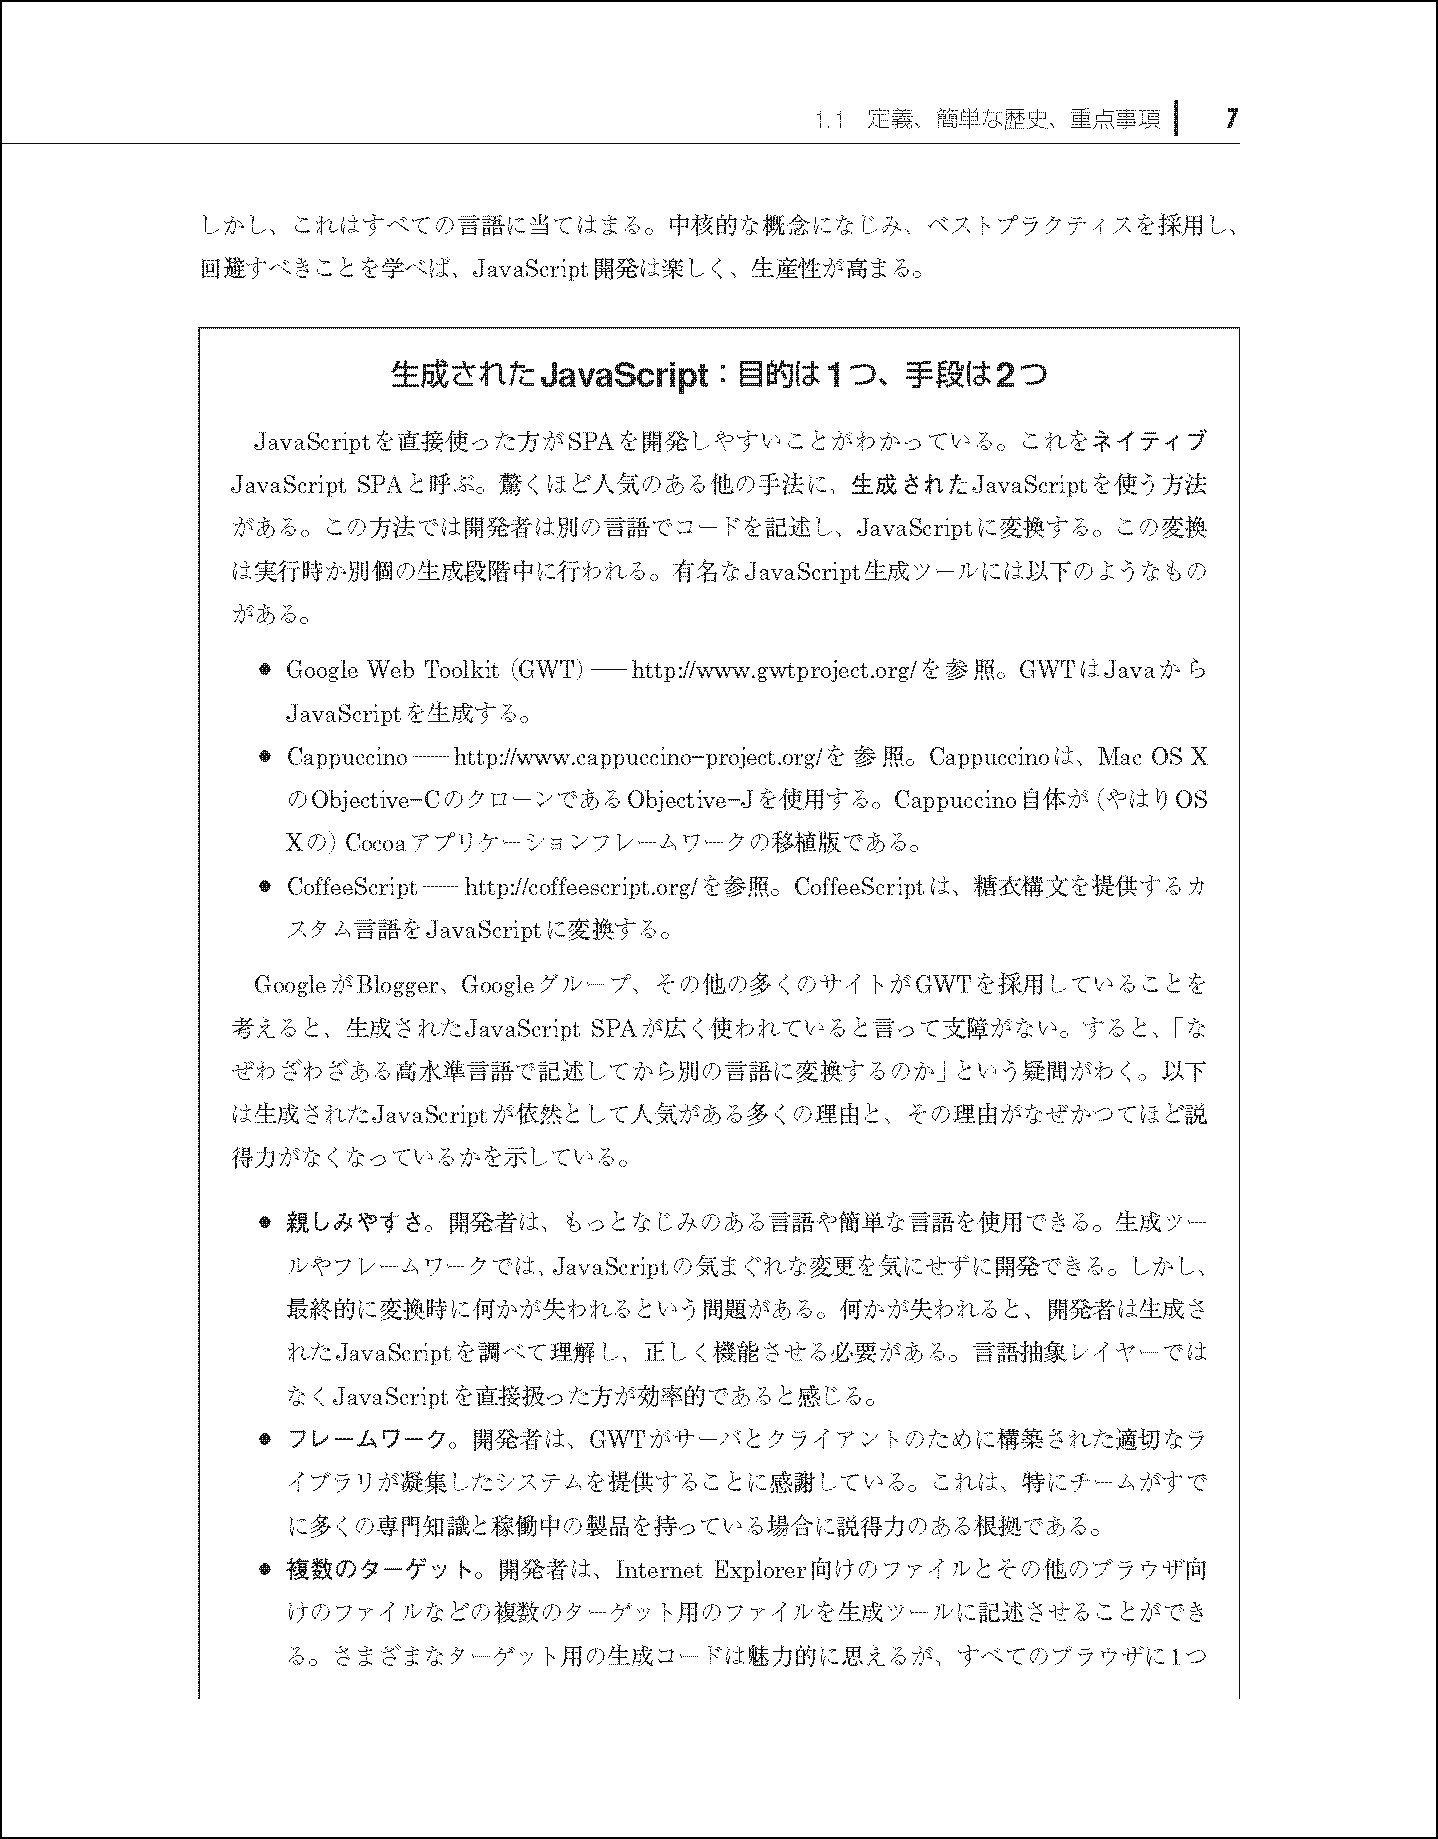 1.1 定義、簡単な歴史、重点事項 7
しかし、これはすべての言語に当てはまる。中核的な概念になじみ、ベストプラクティスを採用し、
回避すべきことを学べば、JavaScript開発は楽しく、生産性が高まる。
生成されたJavaScript：目的は1つ、手段は2つ
JavaScriptを直接使った方がSPAを開発しやすいことがわかっている。これをネイティブ
JavaScript SPAと呼ぶ。驚くほど人気のある他の手法に、生成されたJavaScriptを使う方法
がある。この方法では開発者は別の言語でコードを記述し、JavaScriptに変換する。この変換
は実行時か別個の生成段階中に行われる。有名なJavaScript生成ツールには以下のようなもの
がある。
● Google Web Toolkit (GWT) ── http://www.gwtproject.org/を参照。GWTはJavaから
JavaScriptを生成する。
● Cappuccino ── http://www.cappuccino-project.org/を参照。Cappuccinoは、Mac OS X
のObjective-CのクローンであるObjective-Jを使用する。Cappuccino自体が（やはりOS
Xの）Cocoaアプリケーションフレームワークの移植版である。
● CoffeeScript ── http://coffeescript.org/を参照。CoffeeScriptは、糖衣構文を提供するカ
スタム言語をJavaScriptに変換する。
GoogleがBlogger、Googleグループ、その他の多くのサイトがGWTを採用していることを
考えると、生成されたJavaScript SPAが広く使われていると言って支障がない。すると、「な
ぜわざわざある高水準言語で記述してから別の言語に変換するのか」という疑問がわく。以下
は生成されたJavaScriptが依然として人気がある多くの理由と、その理由がなぜかつてほど説
得力がなくなっているかを示している。
● 親しみやすさ。開発者は、もっとなじみのある言語や簡単な言語を使用できる。生成ツー
ルやフレームワークでは、JavaScriptの気まぐれな変更を気にせずに開発できる。しかし、
最終的に変換時に何かが失われるという問題がある。何かが失われると、開発者は生成さ
れたJavaScriptを調べて理解し、正しく機能させる必要がある。言語抽象レイヤーでは
なくJavaScriptを直接扱った方が効率的であると感じる。
● フレームワーク。開発者は、GWTがサーバとクライアントのために構築された適切なラ
イブラリが凝集したシステムを提供することに感謝している。これは、特にチームがすで
に多くの専門知識と稼働中の製品を持っている場合に説得力のある根拠である。
● 複数のターゲット。開発者は、Internet Explorer向けのファイルとその他のブラウザ向
けのファイルなどの複数のターゲット用のファイルを生成ツールに記述させることができ
る。さまざまなターゲット用の生成コードは魅力的に思えるが、すべてのブラウザに1つ